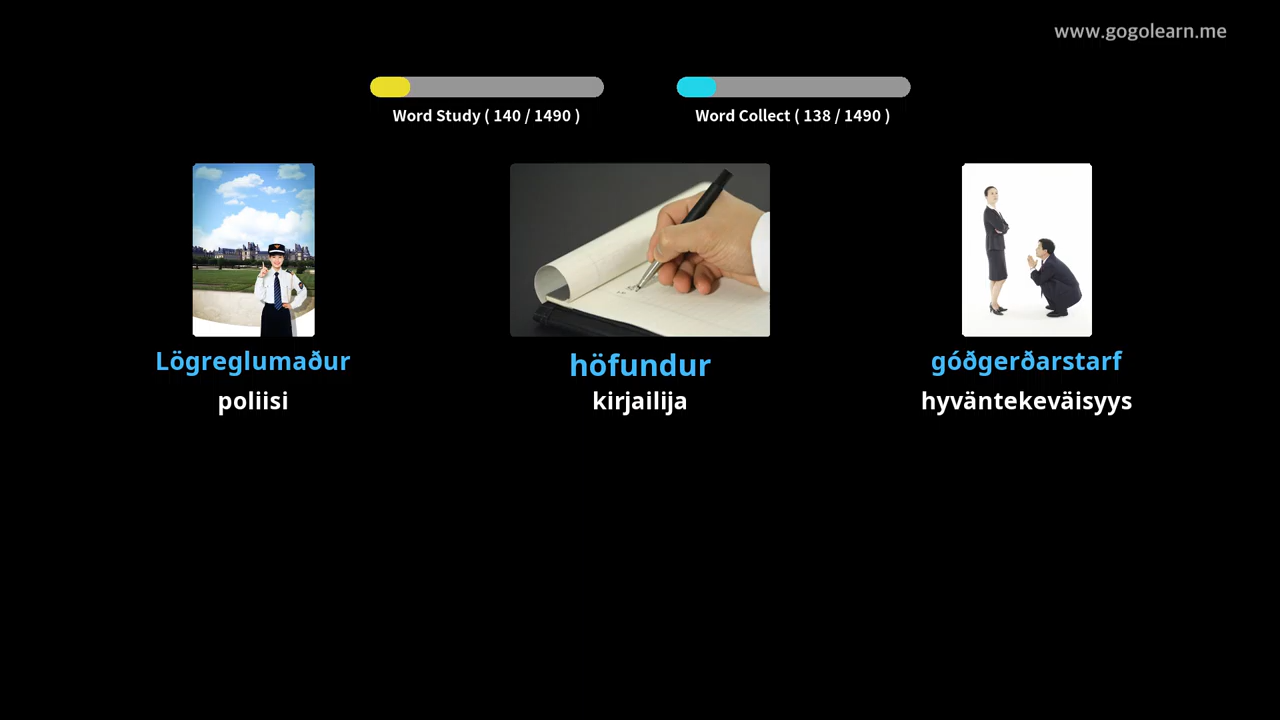 www.gogolearn.me
Word Study ( 140 / 1490 )
Word Collect ( 138 / 1490 )
Lögreglumaður
poliisi
höfundur
kirjailija
góðgerðarstarf
hyväntekeväisyys